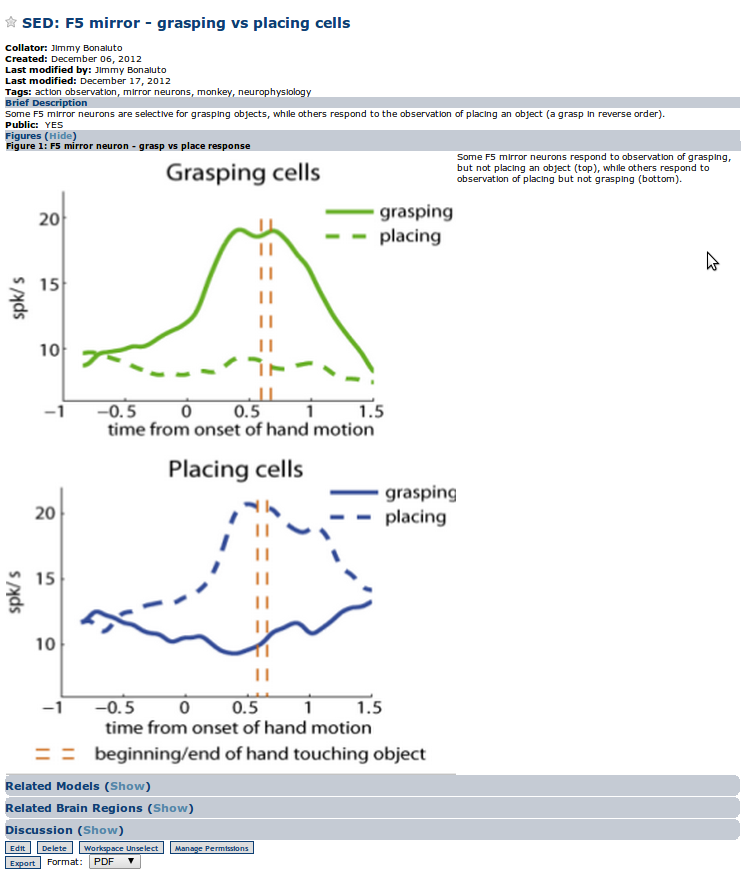 SED: F5 mirror - grasping vs placing cells
Collator: Jimmy Bonaiuto
Created: December 06, 2012
Last modified by: Jimmy Bonaiuto
Last modified: December 17, 2012
Tags: action observation, mirror neurons, monkey, neurophysiology
Brief Description
Some F5 mirror neurons are selective for grasping objects, while others respond to the observation of placing an object (a grasp in reverse order).
Public: YES
Figures (Hide)
Figure 1: F5 mirror neuron - grasp vs place response
Some F5 mirror neurons respond to observation of grasping,
but not placing an object (top), while others respond to
observation of placing but not grasping (bottom).
Grasping cells
grasping
placing
20
15
10
spk/s
−1 −0.5 0 0.5 1 1.5
time from onset of hand motion
Placing cells
grasping
placing
20
15
10
spk/s
−1 −0.5 0 0.5 1 1.5
time from onset of hand motion
beginning/end of hand touching object
Related Models (Show)
Related Brain Regions (Show)
Discussion (Show)
Edit Delete Workspace Unselect Manage Permissions
Export Format: PDF